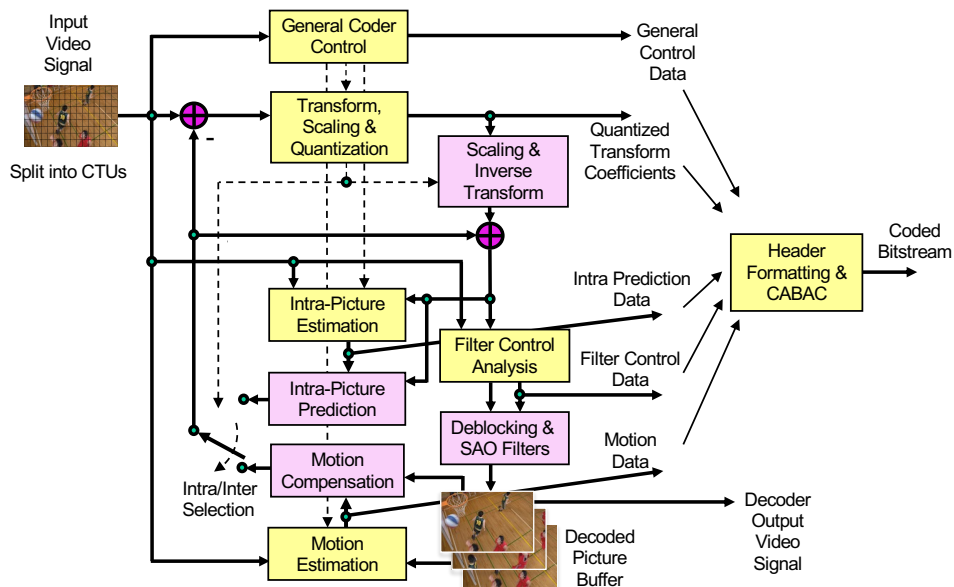 Input
Video
Signal
Split into CTUs
General Coder
Control
Transform,
Scaling &
Quantization
-
Scaling &
Inverse
Transform
Intra-Picture
Estimation
Filter Control
Analysis
Intra-Picture
Prediction
Deblocking &
SAO Filters
Motion
Compensation
Intra/Inter
Selection
Motion
Estimation
Decoded
Picture
Buffer
General
Control
Data
Quantized
Transform
Coefficients
Intra Prediction
Data
Filter Control
Data
Motion
Data
Header
Formatting &
CABAC
Coded
Bitstream
Decoder
Output
Video
Signal